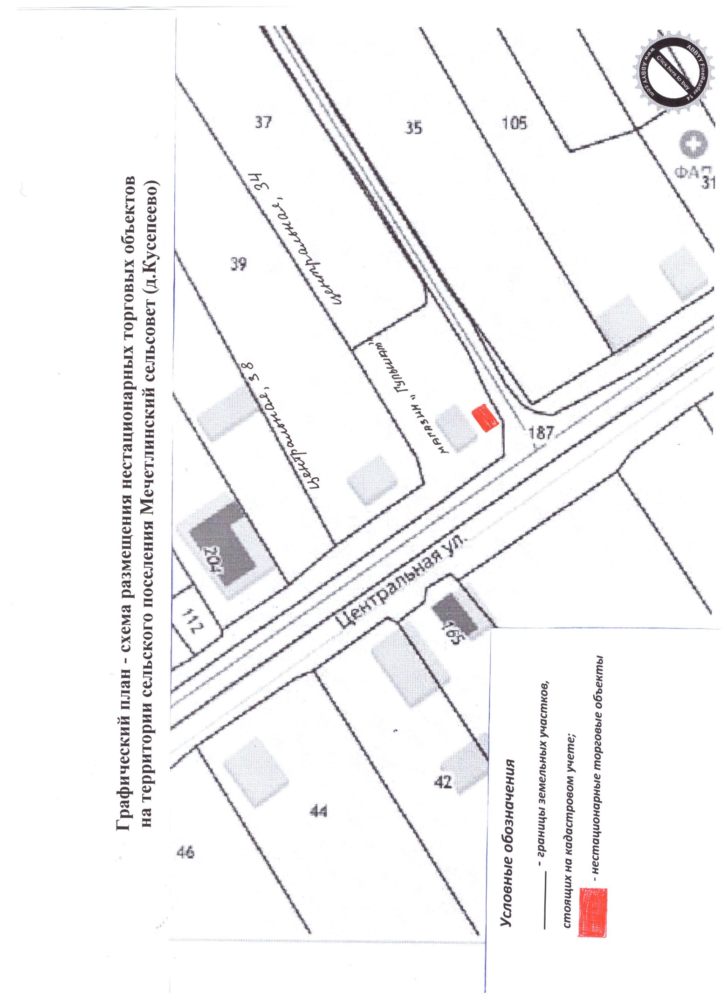 Графический план - схема размещения нестационарных торговых объектов
на территории сельского поселения Мечетлинский сельсовет (д.Кусепеево)
37
35
105
39
Центральная, 34
Центральная, 38
магазин „Гульшат"
ФАП
31
187
204
112
Центральная ул.
165
46
44
42
Условные обозначения
- границы земельных участков,
стоящих на кадастровом учете;
- нестационарные торговые объекты
ABBYY FineReader 14
Click here to buy
www.ABBYY.com